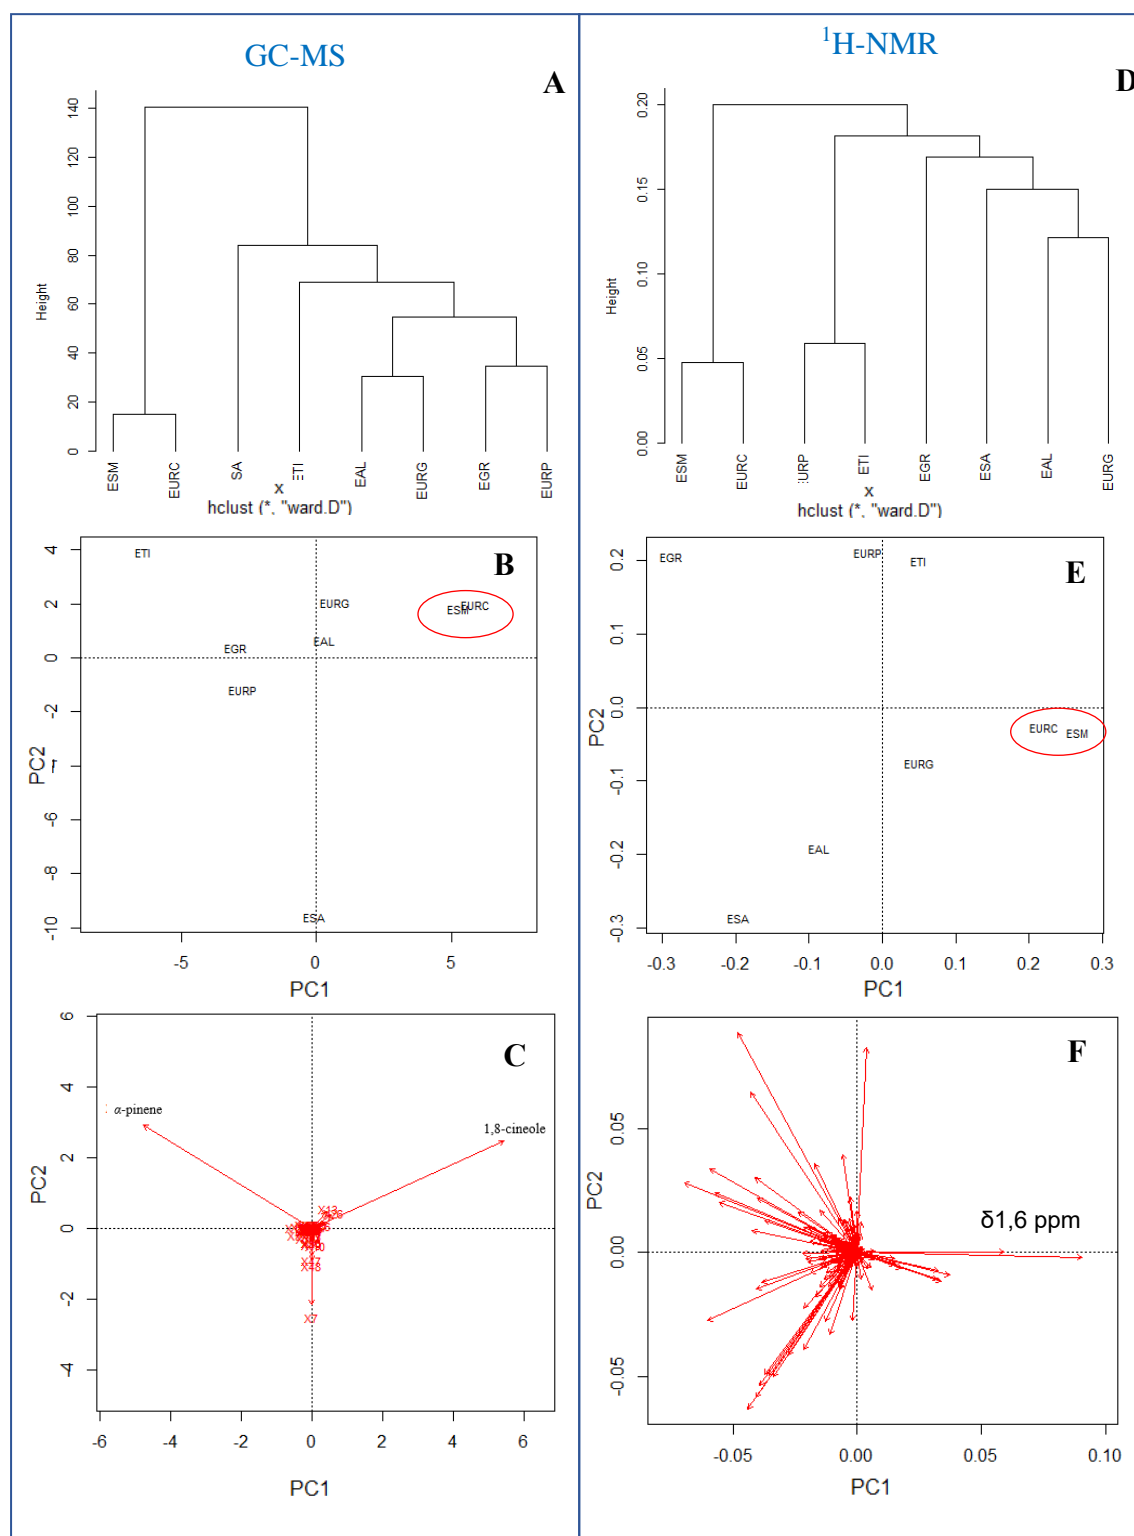 GC-MS
A
140
120
100
80
60
40
20
0
Height
ESM
EURC
SA
ETI
EAL
EURG
EGR
EURP
x
hclust (*, "ward.D")
B
4
2
0
-2
-4
-6
-8
-10
PC2
ETI
EURG
ESM
EURC
EAL
EGR
EURP
ESA
-5
0
5
PC1
C
6
4
2
0
-2
-4
PC2
α-pinene
1,8-cineole
X7
-6
-4
-2
0
2
4
6
PC1
1H-NMR
D
0.20
0.15
0.10
0.05
0.00
Height
ESM
EURC
EURP
ETI
EGR
ESA
EAL
EURG
x
hclust (*, "ward.D")
E
0.2
0.1
0.0
-0.1
-0.2
-0.3
PC2
EGR
EURP
ETI
EURC
ESM
EURG
EAL
ESA
-0.3
-0.2
-0.1
0.0
0.1
0.2
0.3
PC1
F
0.05
0.00
-0.05
PC2
δ1,6 ppm
-0.05
0.00
0.05
0.10
PC1